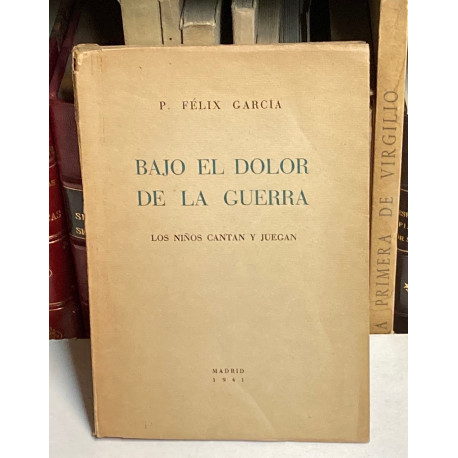 P. FÉLIX GARCÍA
BAJO EL DOLOR
DE LA GUERRA
LOS NIÑOS CANTAN Y JUEGAN
MADRID
1941
A PRIMERA DE VIRGILIO